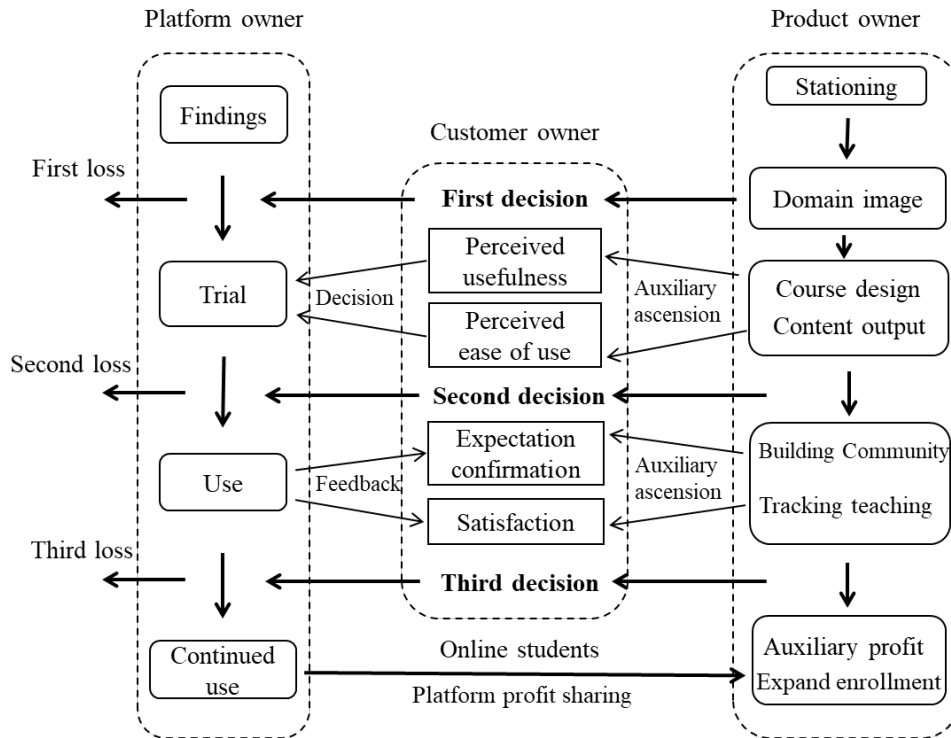 Platform owner
Product owner
Findings
Stationing
Customer owner
First loss
First decision
Domain image
Perceived
usefulness
Trial
Decision
Auxiliary
ascension
Course design
Content output
Perceived
ease of use
Second loss
Second decision
Expectation
confirmation
Building Community
Use
Feedback
Auxiliary
ascension
Tracking teaching
Satisfaction
Third loss
Third decision
Continued
use
Online students
Platform profit sharing
Auxiliary profit
Expand enrollment